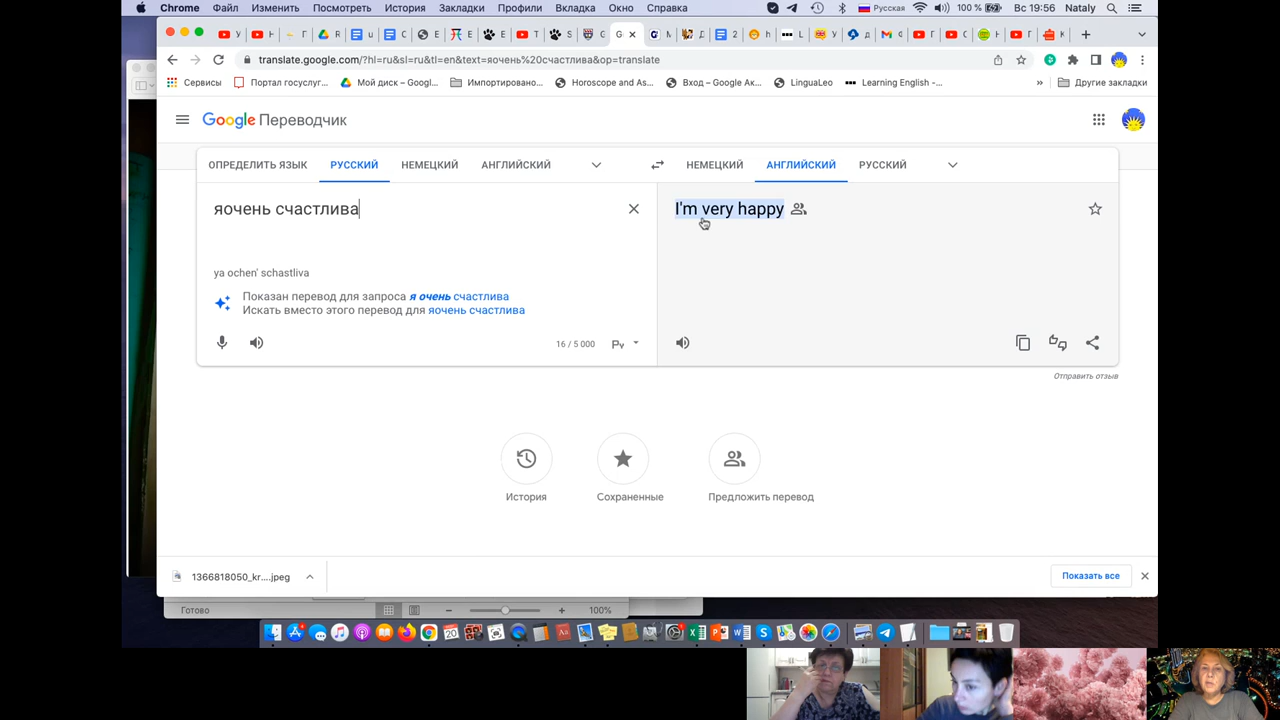 Chrome Файл Изменить Посмотреть История Закладки Профили Вкладка Окно Справка Русская 100 % Вс 19:56 Nataly
translate.google.com/?hl=ru&sl=ru&tl=en&text=яочень%20счастлива&op=translate
Сервисы Портал госуслуг... Мой диск – Googl... Импортировано... Horoscope and As... Вход – Google Ак... LinguaLeo Learning English -... » Другие закладки
Google Переводчик
ОПРЕДЕЛИТЬ ЯЗЫК РУССКИЙ НЕМЕЦКИЙ АНГЛИЙСКИЙ НЕМЕЦКИЙ АНГЛИЙСКИЙ РУССКИЙ
яочень счастлива I'm very happy
ya ochen' schastliva
Показан перевод для запроса я очень счастлива
Искать вместо этого перевод для яочень счастлива
16 / 5 000
Отправить отзыв
История Сохраненные Предложить перевод
1366818050_kr....jpeg Показать все
Готово 100%